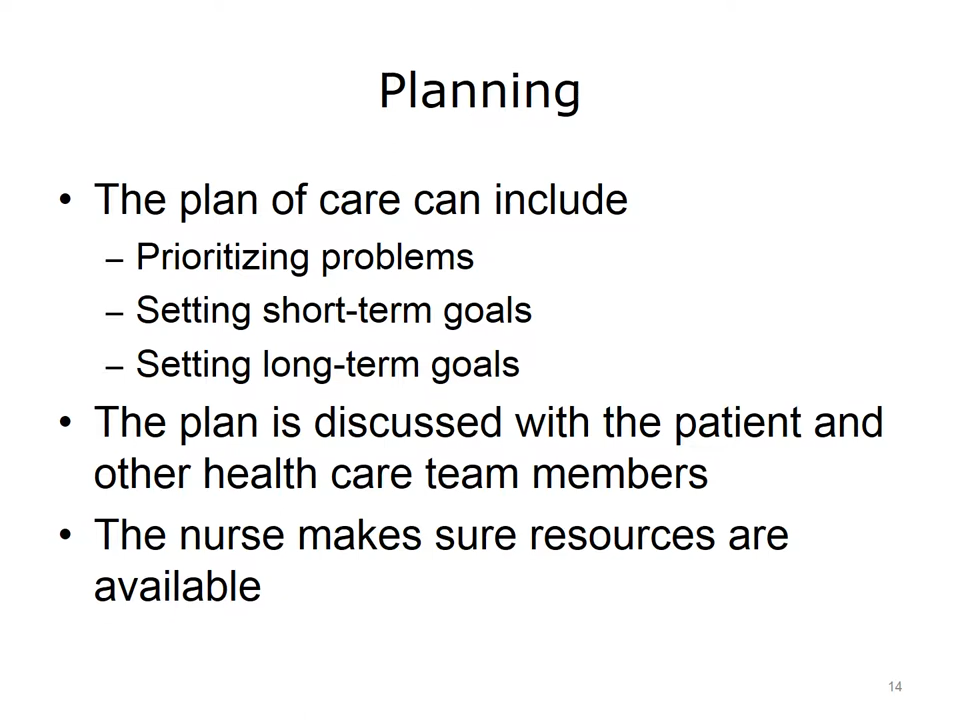 Planning
• The plan of care can include
– Prioritizing problems
– Setting short-term goals
– Setting long-term goals
• The plan is discussed with the patient and
other health care team members
• The nurse makes sure resources are
available
14